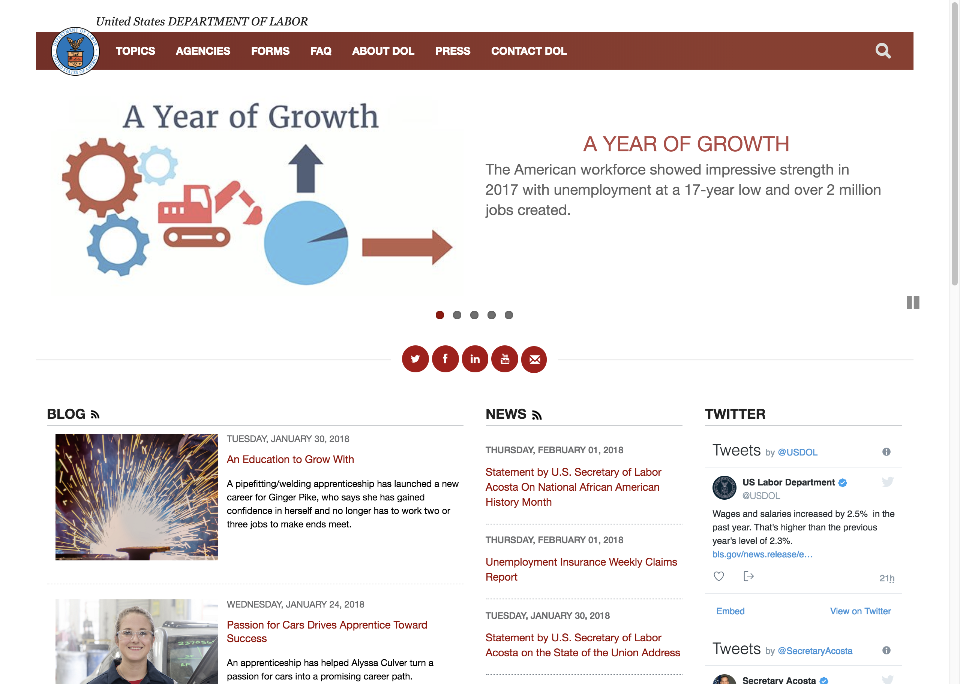 United States DEPARTMENT OF LABOR
TOPICS AGENCIES FORMS FAQ ABOUT DOL PRESS CONTACT DOL
A Year of Growth
A YEAR OF GROWTH
The American workforce showed impressive strength in
2017 with unemployment at a 17-year low and over 2 million
jobs created.
BLOG
TUESDAY, JANUARY 30, 2018
An Education to Grow With
A pipefitting/welding apprenticeship has launched a new
career for Ginger Pike, who says she has gained
confidence in herself and no longer has to work two or
three jobs to make ends meet.
WEDNESDAY, JANUARY 24, 2018
Passion for Cars Drives Apprentice Toward
Success
An apprenticeship has helped Alyssa Culver turn a
passion for cars into a promising career path.
NEWS
THURSDAY, FEBRUARY 01, 2018
Statement by U.S. Secretary of Labor
Acosta On National African American
History Month
THURSDAY, FEBRUARY 01, 2018
Unemployment Insurance Weekly Claims
Report
TUESDAY, JANUARY 30, 2018
Statement by U.S. Secretary of Labor
Acosta on the State of the Union Address
TWITTER
Tweets by @USDOL
US Labor Department
@USDOL
Wages and salaries increased by 2.5% in the
past year. That's higher than the previous
year's level of 2.3%.
bls.gov/news.release/e…
21h
Embed View on Twitter
Tweets by @SecretaryAcosta
Secretary Acosta